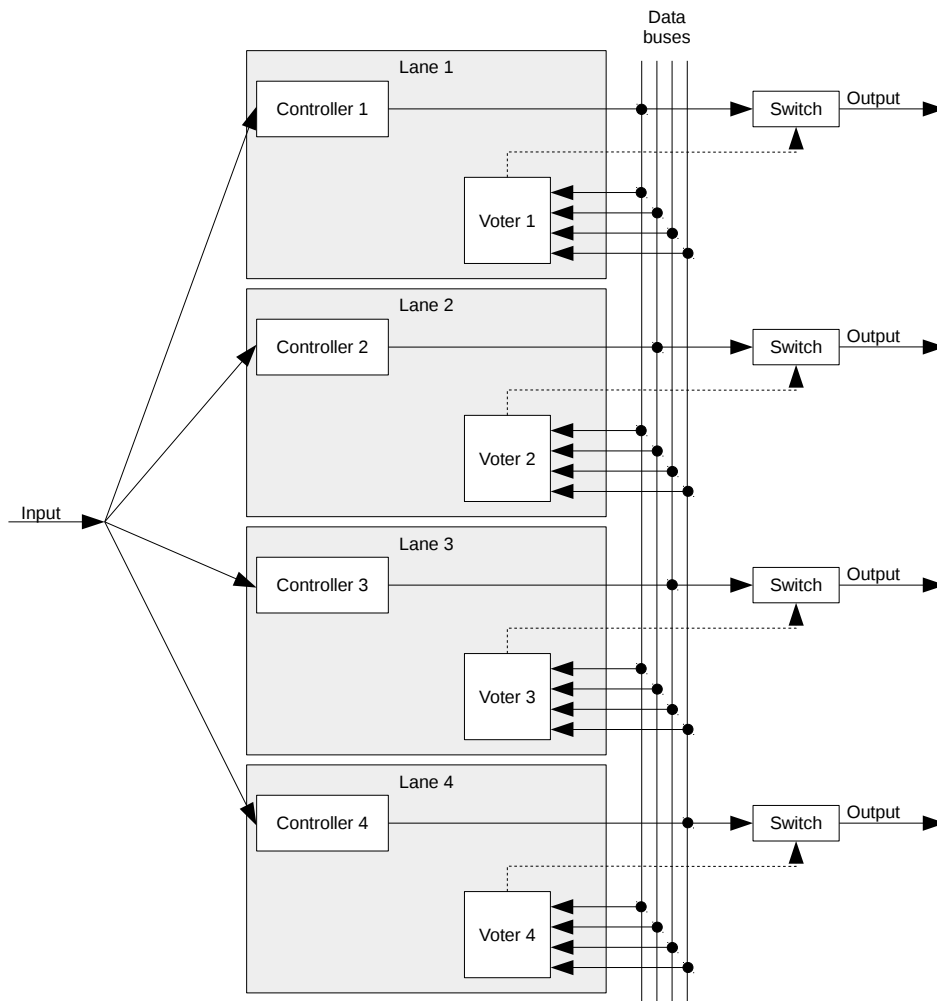 Data
buses
Lane 1
Controller 1
Switch
Output
Voter 1
Lane 2
Controller 2
Switch
Output
Voter 2
Input
Lane 3
Controller 3
Switch
Output
Voter 3
Lane 4
Controller 4
Switch
Output
Voter 4